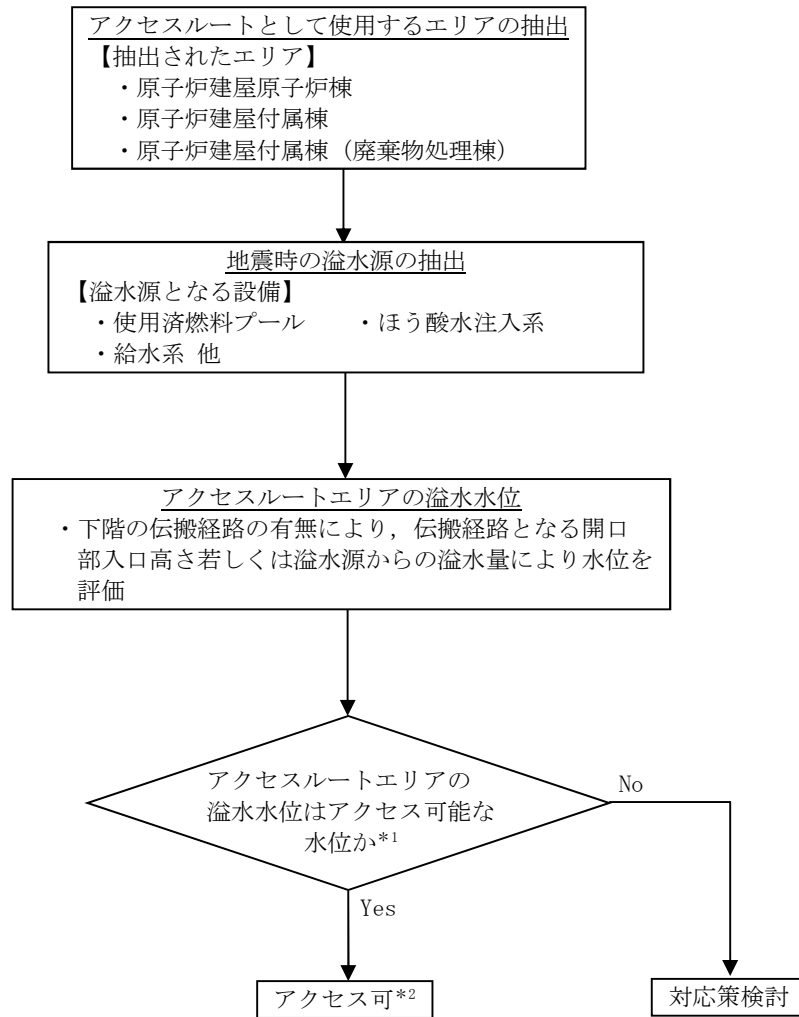 アクセスルートとして使用するエリアの抽出
【抽出されたエリア】
・原子炉建屋原子炉棟
・原子炉建屋付属棟
・原子炉建屋付属棟（廃棄物処理棟）
地震時の溢水源の抽出
【溢水源となる設備】
・使用済燃料プール　　・ほう酸水注入系
・給水系 他
アクセスルートエリアの溢水水位
・下階の伝搬経路の有無により，伝搬経路となる開口
部入口高さ若しくは溢水源からの溢水量により水位を
評価
アクセスルートエリアの
溢水水位はアクセス可能な
水位か*1
No
Yes
アクセス可*2
対応策検討